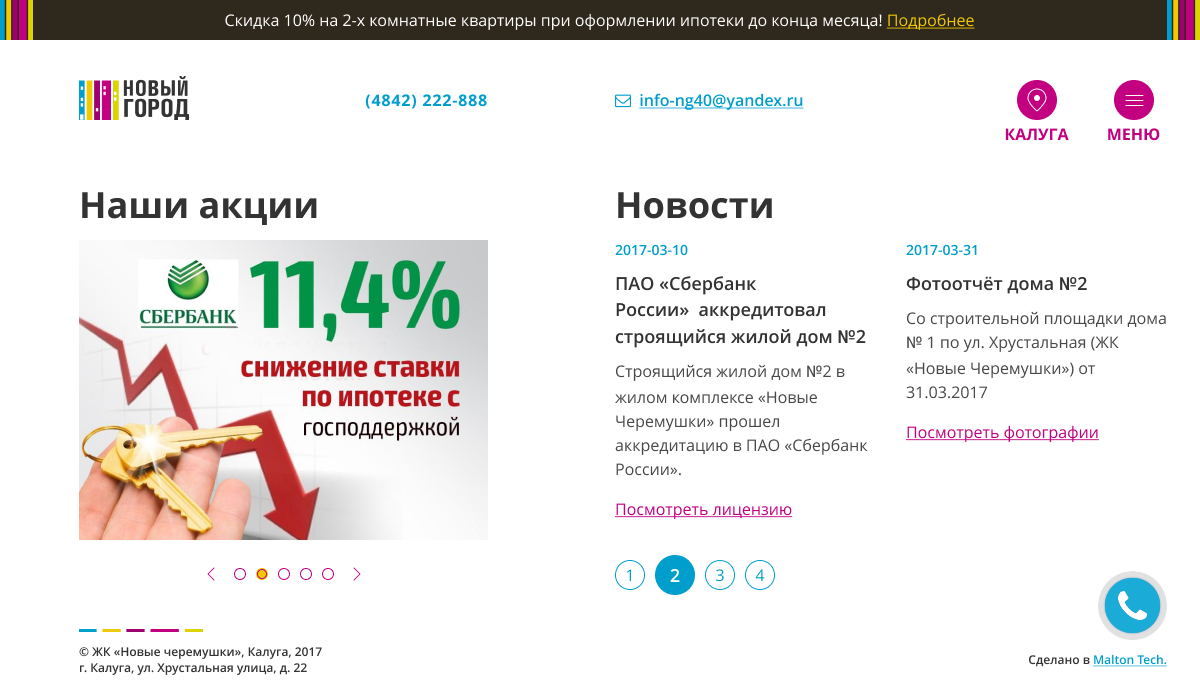 Скидка 10% на 2-х комнатные квартиры при оформлении ипотеки до конца месяца! Подробнее
НОВЫЙ
ГОРОД
(4842) 222-888
info-ng40@yandex.ru
КАЛУГА
МЕНЮ
Наши акции
СБЕРБАНК
11,4%
снижение ставки
по ипотеке с
господдержкой
Новости
2017-03-10
ПАО «Сбербанк
России»  аккредитовал
строящийся жилой дом №2
Строящийся жилой дом №2 в
жилом комплексе «Новые
Черемушки» прошел
аккредитацию в ПАО «Сбербанк
России».
Посмотреть лицензию
2017-03-31
Фотоотчёт дома №2
Со строительной площадки дома
№ 1 по ул. Хрустальная (ЖК
«Новые Черемушки») от
31.03.2017
Посмотреть фотографии
1 2 3 4
© ЖК «Новые черемушки», Калуга, 2017
г. Калуга, ул. Хрустальная улица, д. 22
Сделано в Malton Tech.